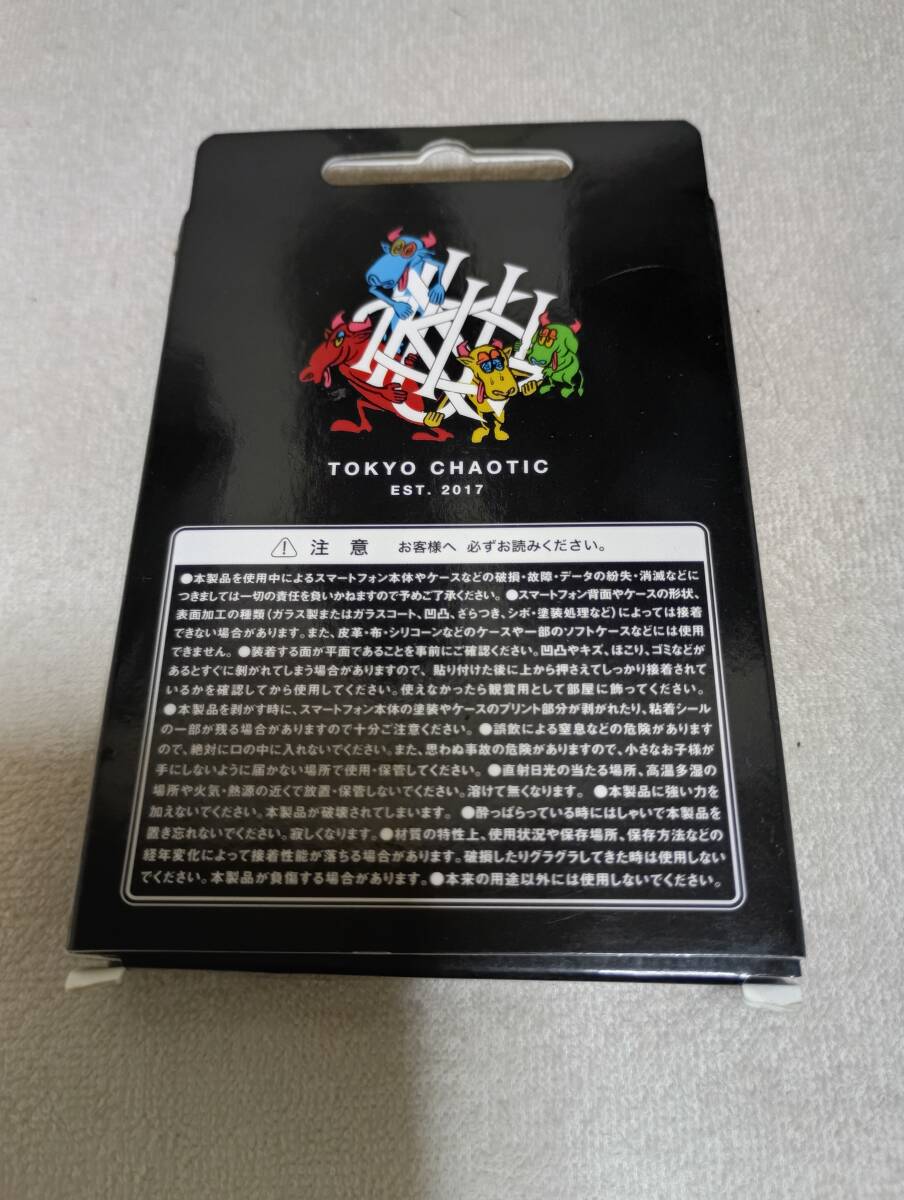 TOKYO CHAOTIC
EST. 2017
注意 お客様へ 必ずお読みください。
●本製品を使用中によるスマートフォン本体やケースなどの破損・故障・データの紛失・消滅などに
つきましては一切の責任を負いかねますので予めご了承ください。●スマートフォン背面やケースの形状、
表面加工の種類(ガラス製またはガラスコート、凹凸、ざらつき、シボ・塗装処理など)によっては接着
できない場合があります。また、皮革・布・シリコーンなどのケースや一部のソフトケースなどには使用
できません。●装着する面が平面であることを事前にご確認ください。凹凸やキズ、ほこり、ゴミなどが
あるとすぐに剝がれてしまう場合がありますので、貼り付けた後に上から押さえてしっかり接着されて
いるかを確認してから使用してください。使えなかったら観賞用として部屋に飾ってください。
●本製品を剝がす時に、スマートフォン本体の塗装やケースのプリント部分が剝がれたり、粘着シール
の一部が残る場合がありますので十分ご注意ください。●誤飲による窒息などの危険があります
ので、絶対に口の中に入れないでください。また、思わぬ事故の危険がありますので、小さなお子様が
手にしないように届かない場所で使用・保管してください。●直射日光の当たる場所、高温多湿の
場所や火気・熱源の近くで放置・保管しないでください。溶けて無くなります。●本製品に強い力を
加えないでください。本製品が破壊されてしまいます。●酔っぱらっている時にはしゃいで本製品を
置き忘れないでください。寂しくなります。●材質の特性上、使用状況や保存場所、保存方法などの
経年変化によって接着性能が落ちる場合があります。破損したりグラグラしてきた時は使用しない
でください。本製品が負傷する場合があります。●本来の用途以外には使用しないでください。